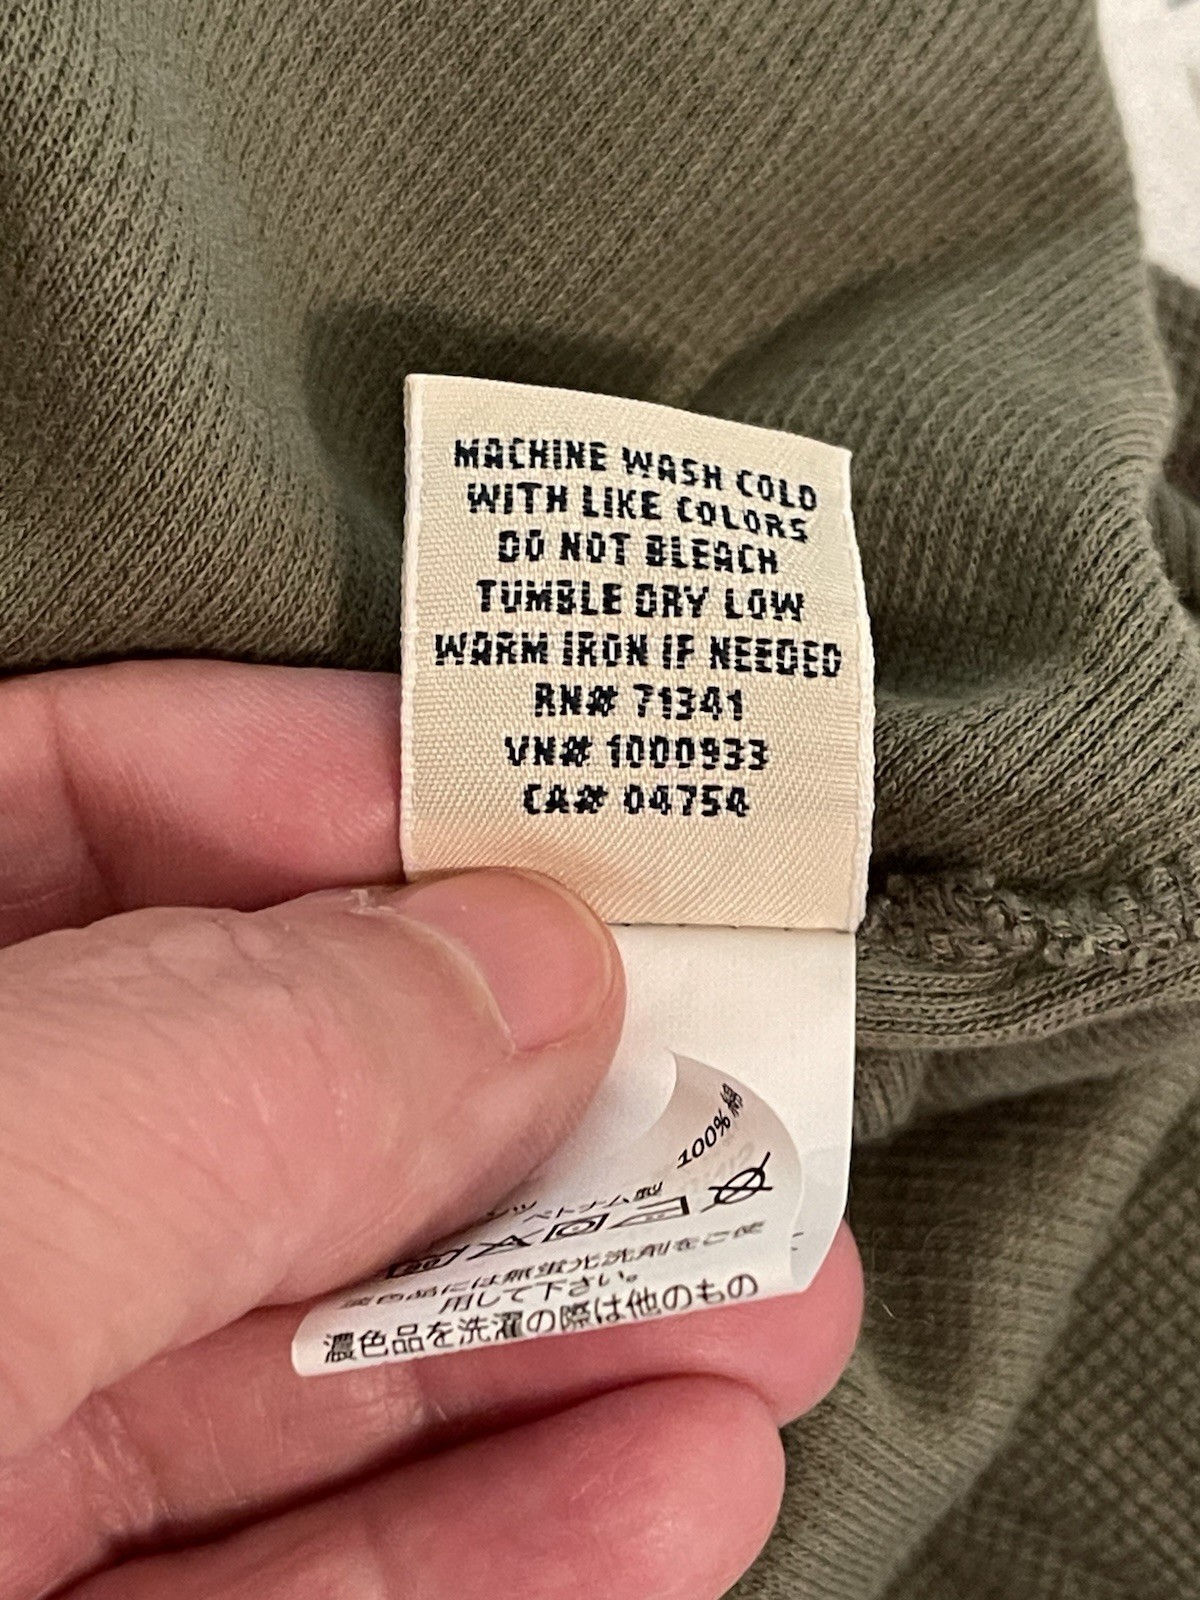 MACHINE WASH COLD
WITH LIKE COLORS
DO NOT BLEACH
TUMBLE DRY LOW
WARM IRON IF NEEDED
RN# 71341
VN# 1000933
CA# 04754
100% 綿
ベトナム製
色品には無蛍光洗剤をご使
用して下さい。
濃色品を洗濯の際は他のもの